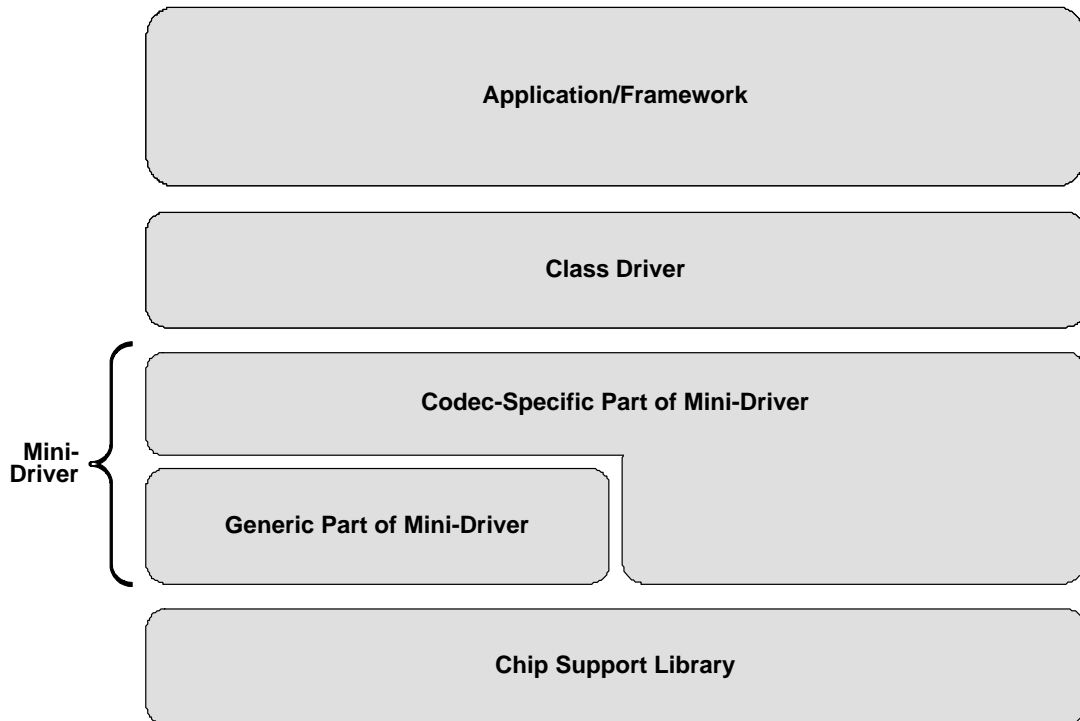 Application/Framework
Class Driver
Codec-Specific Part of Mini-Driver
Mini-
Driver
Generic Part of Mini-Driver
Chip Support Library